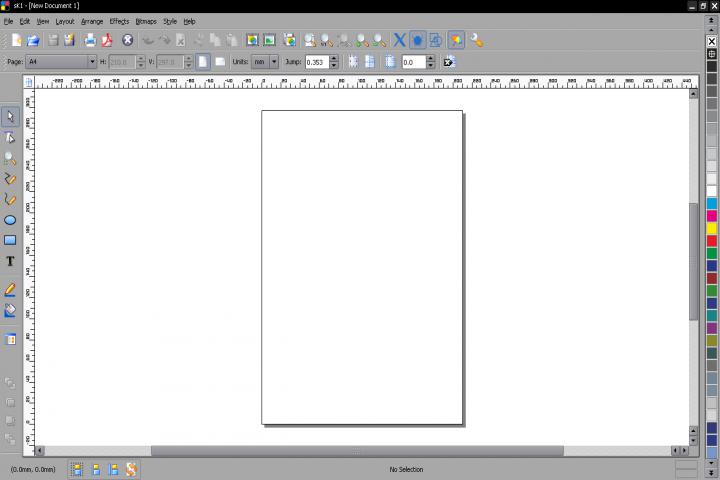 sK1 - [New Document 1]
File Edit View Layout Arrange Effects Bitmaps Style Help
Page: A4 H: 210.0 V: 297.0 Units: mm Jump: 0.353 0.0
(0.0mm, 0.0mm) No Selection